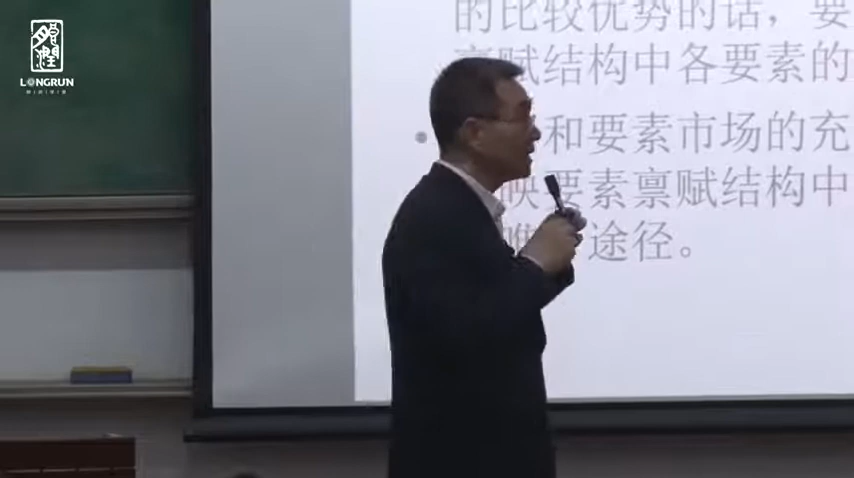 LONGRUN
的比较优势的话，要
禀赋结构中各要素的
和要素市场的充
映要素禀赋结构中
途径。